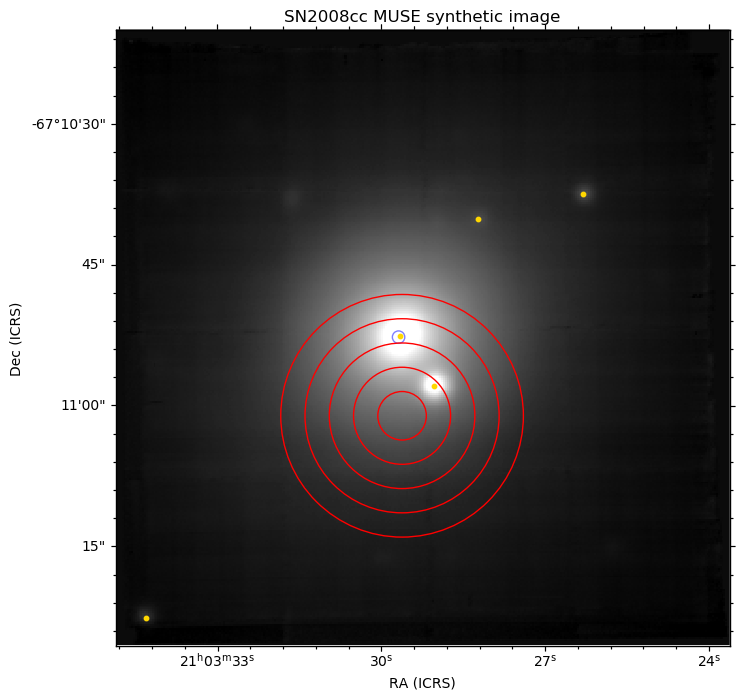 SN2008cc MUSE synthetic image
-67°10'30"
45"
11'00"
15"
Dec (ICRS)
21ʰ03ᵐ33ˢ 30ˢ 27ˢ 24ˢ
RA (ICRS)